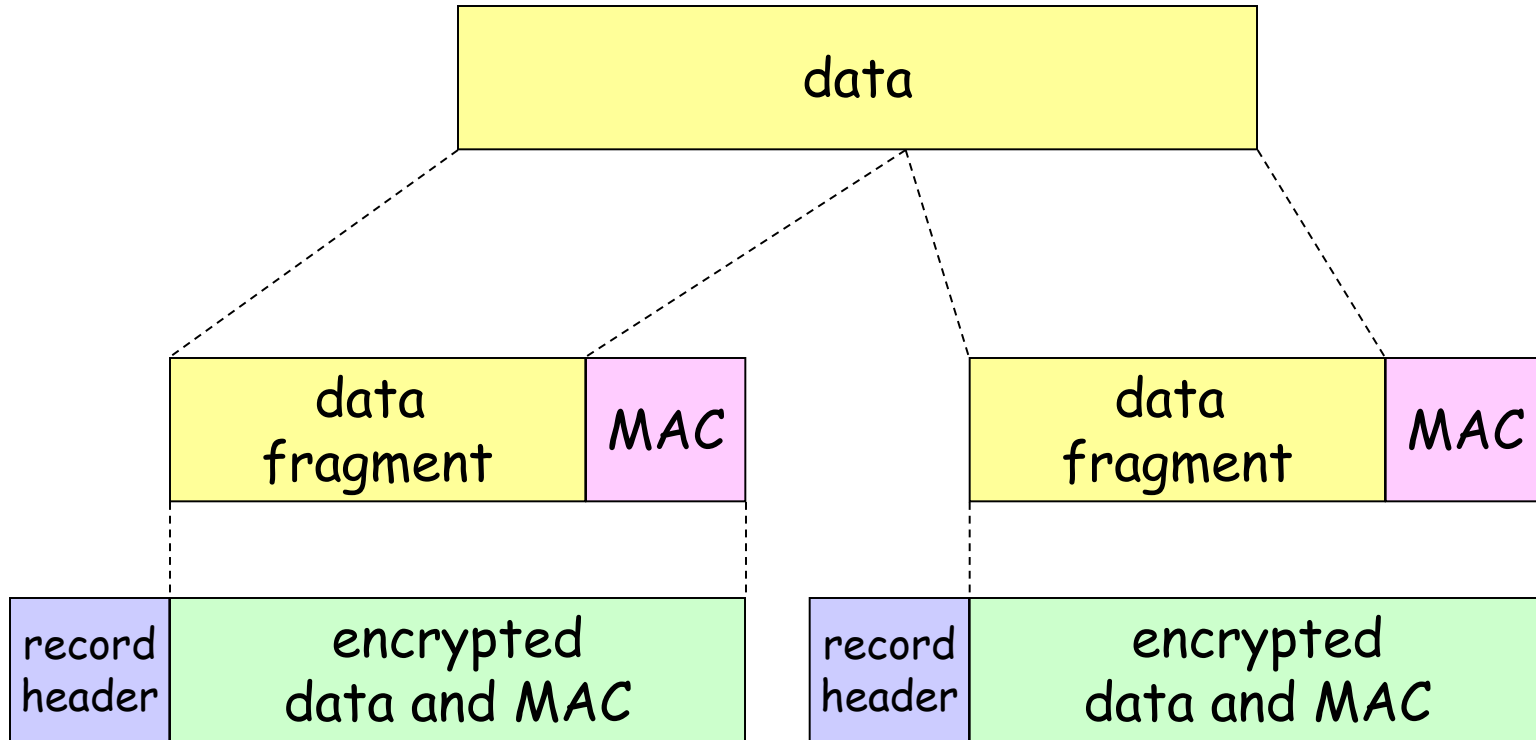 data
data
fragment
MAC
data
fragment
MAC
record
header
encrypted
data and MAC
record
header
encrypted
data and MAC